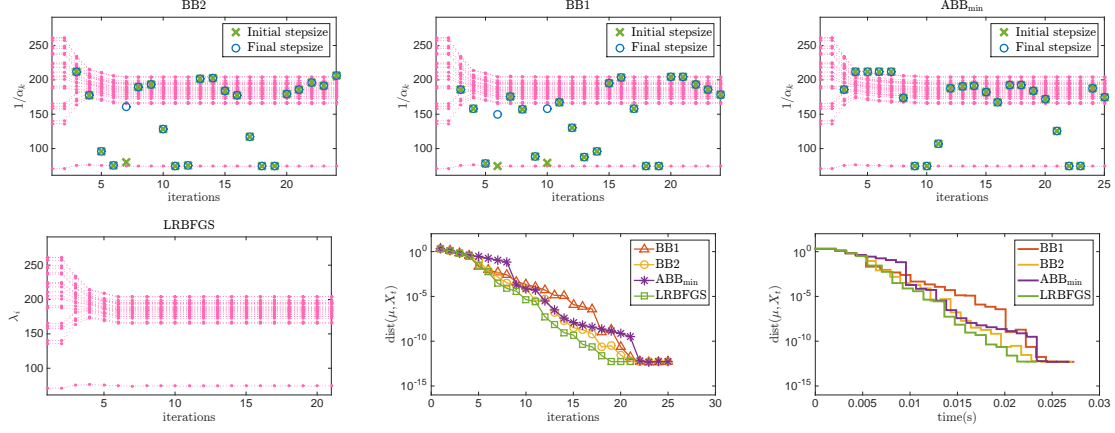 BB2
250
200
150
100
1/αk
5
10
15
20
iterations
Initial stepsize
Final stepsize
BB1
250
200
150
100
1/αk
5
10
15
20
iterations
Initial stepsize
Final stepsize
ABBmin
250
200
150
100
1/αk
5
10
15
20
25
iterations
Initial stepsize
Final stepsize
LRBFGS
250
200
150
100
λi
5
10
15
20
iterations
10^0
10^-5
10^-10
10^-15
dist(μ, Xt)
0
5
10
15
20
25
30
iterations
BB1
BB2
ABBmin
LRBFGS
10^0
10^-5
10^-10
10^-15
dist(μ, Xt)
0
0.005
0.01
0.015
0.02
0.025
0.03
time(s)
BB1
BB2
ABBmin
LRBFGS